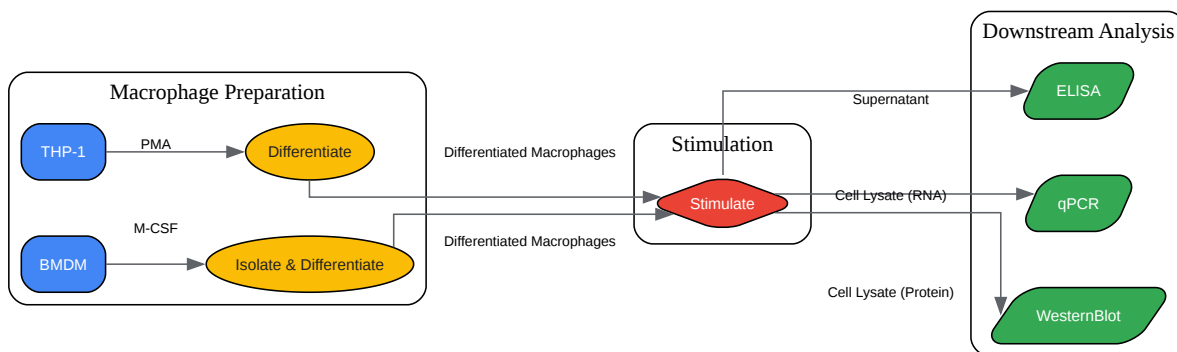 Macrophage Preparation
THP-1
PMA
Differentiate
BMDM
M-CSF
Isolate & Differentiate
Differentiated Macrophages
Differentiated Macrophages
Stimulation
Stimulate
Supernatant
Cell Lysate (RNA)
Cell Lysate (Protein)
Downstream Analysis
ELISA
qPCR
WesternBlot